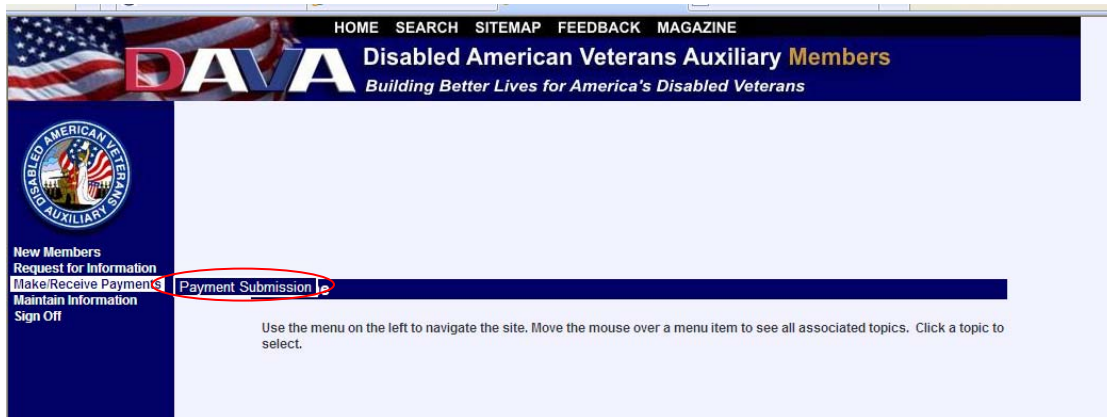 HOME SEARCH SITEMAP FEEDBACK MAGAZINE
DAVA
Disabled American Veterans Auxiliary Members
Building Better Lives for America's Disabled Veterans
DISABLED AMERICAN VETERANS AUXILIARY
New Members
Request for Information
Make/Receive Payments
Payment Submission
Maintain Information
Sign Off
Use the menu on the left to navigate the site. Move the mouse over a menu item to see all associated topics. Click a topic to
select.